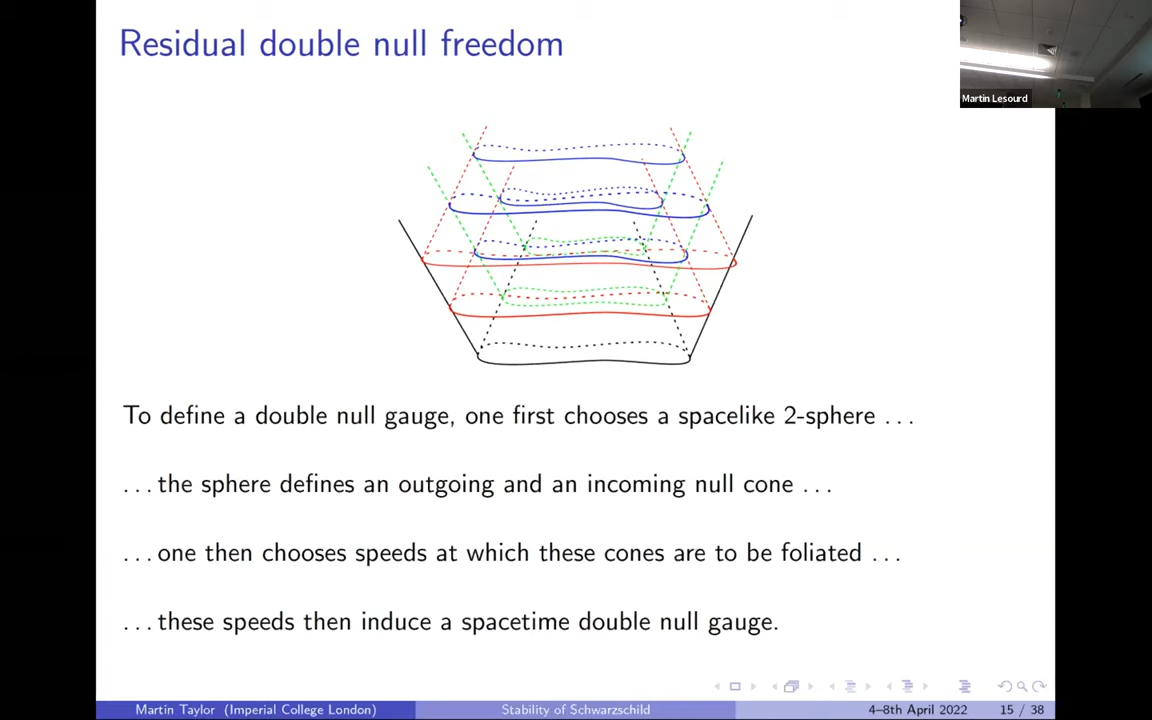 Residual double null freedom
Martin Lesourd
To define a double null gauge, one first chooses a spacelike 2-sphere . . .
. . . the sphere defines an outgoing and an incoming null cone . . .
. . . one then chooses speeds at which these cones are to be foliated . . .
. . . these speeds then induce a spacetime double null gauge.
Martin Taylor (Imperial College London) Stability of Schwarzschild 4–8th April 2022 15 / 38